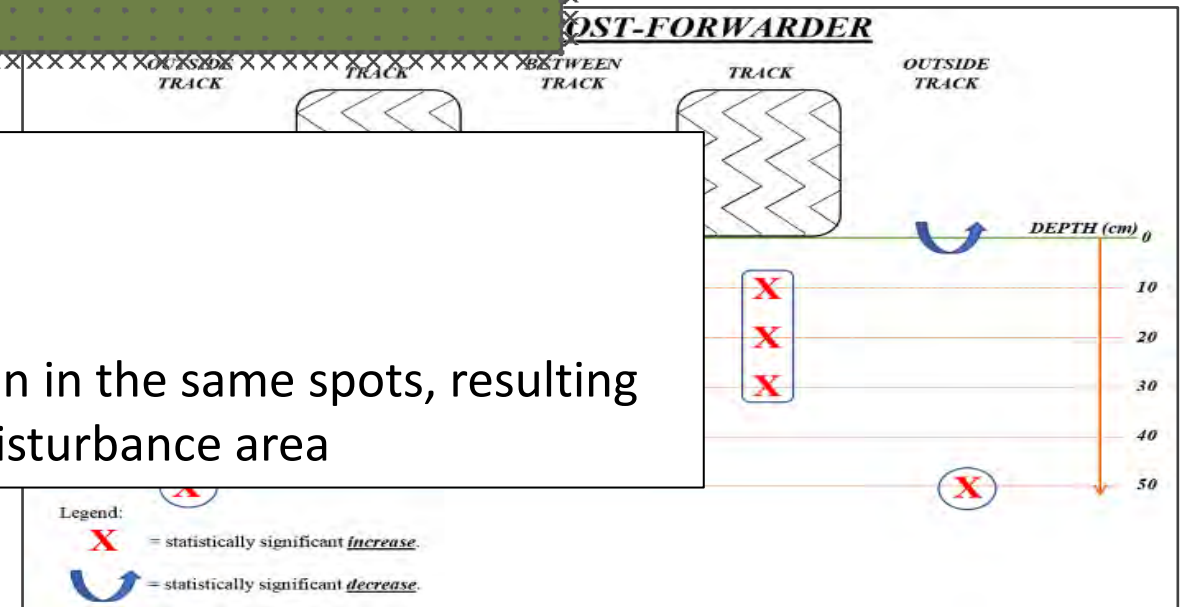 OST-FORWARDER
OUTSIDE TRACK BETWEEN TRACK OUTSIDE
TRACK TRACK TRACK
DEPTH (cm) 0
X 10
X 20
n in the same spots, resulting X 30
isturbance area 40
X X 50
Legend:
X = statistically significant increase.
= statistically significant decrease.